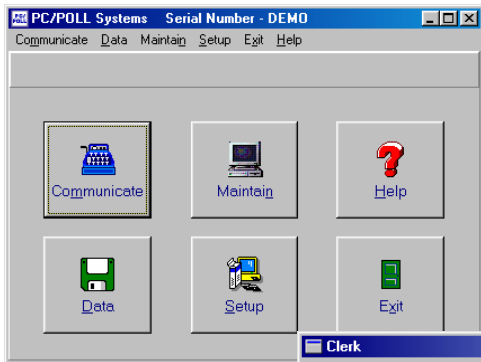 PC/POLL Systems Serial Number - DEMO
Communicate Data Maintain Setup Exit Help
Communicate Maintain Help
Data Setup Exit
Clerk